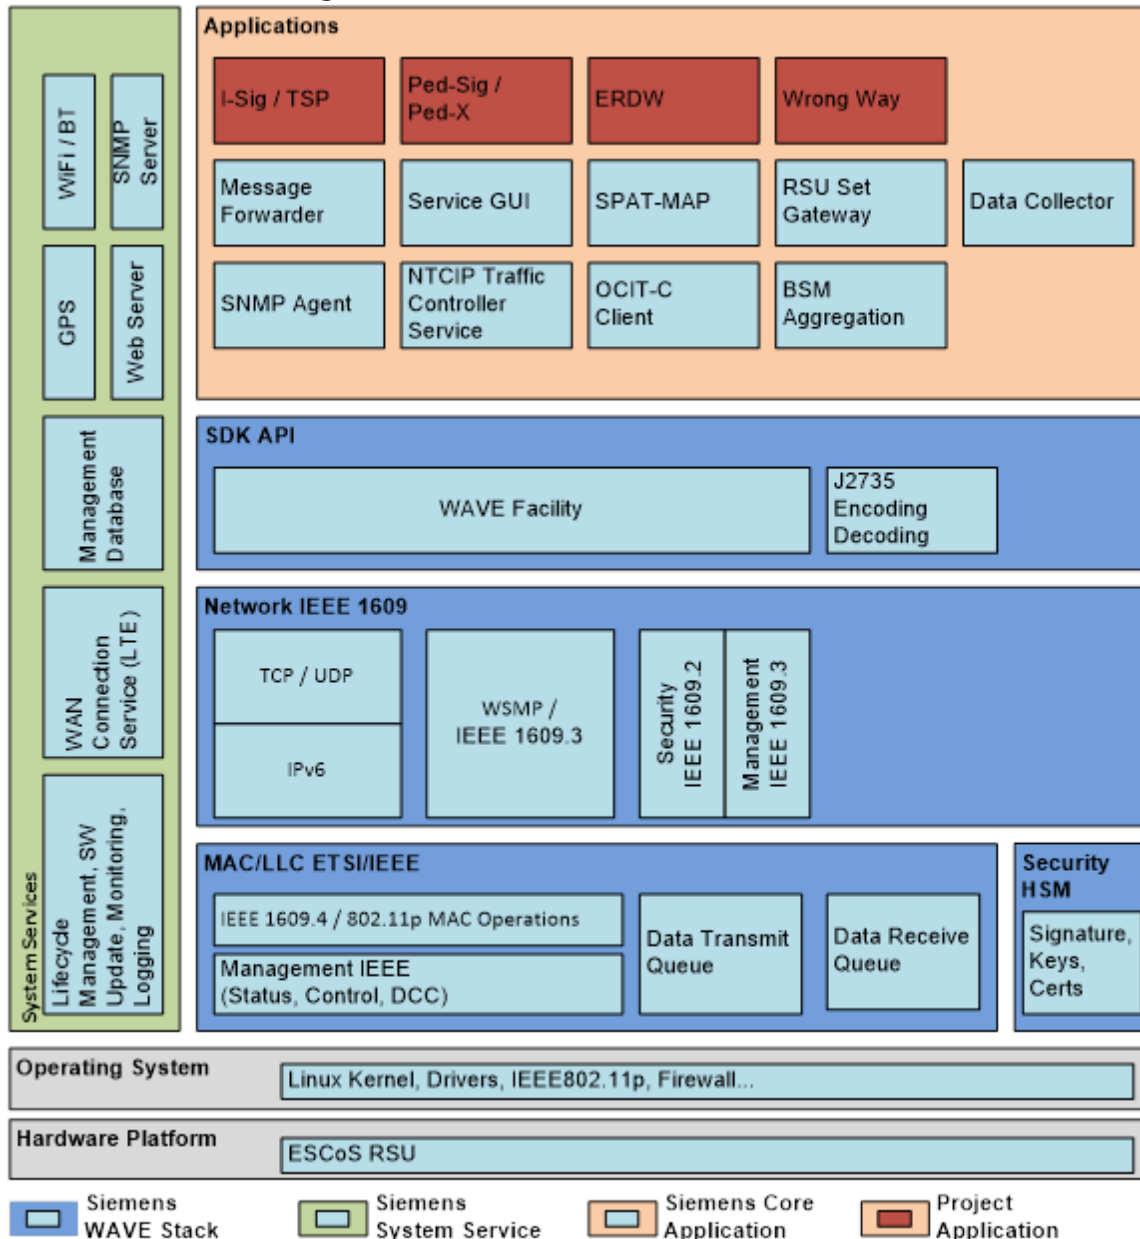 Applications
I-Sig / TSP
Ped-Sig /
Ped-X
ERDW
Wrong Way
Message
Forwarder
Service GUI
SPAT-MAP
RSU Set
Gateway
Data Collector
SNMP Agent
NTCIP Traffic
Controller
Service
OCIT-C
Client
BSM
Aggregation
WiFi / BT
SNMP
Server
GPS
Web Server
Management
Database
WAN
Connection
Service (LTE)
System Services
Lifecycle
Management, SW
Update, Monitoring,
Logging
SDK API
WAVE Facility
J2735
Encoding
Decoding
Network IEEE 1609
TCP / UDP
IPv6
WSMP /
IEEE 1609.3
Security
IEEE 1609.2
Management
IEEE 1609.3
MAC/LLC ETSI/IEEE
IEEE 1609.4 / 802.11p MAC Operations
Management IEEE
(Status, Control, DCC)
Data Transmit
Queue
Data Receive
Queue
Security
HSM
Signature,
Keys,
Certs
Operating System
Linux Kernel, Drivers, IEEE802.11p, Firewall...
Hardware Platform
ESCoS RSU
Siemens
WAVE Stack
Siemens
System Service
Siemens Core
Application
Project
Application